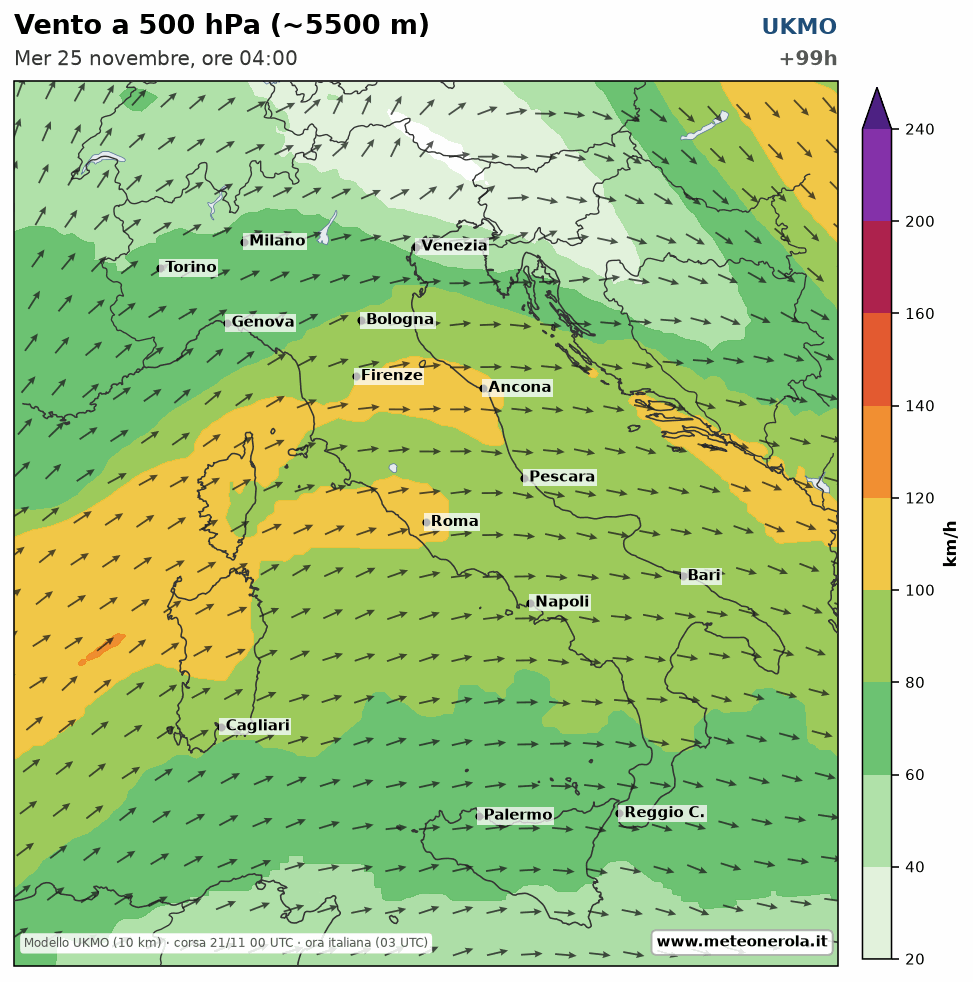 Vento a 500 hPa (~5500 m)
UKMO
Mer 25 novembre, ore 04:00
+99h
Milano
Venezia
Torino
Genova
Bologna
Firenze
Ancona
Pescara
Roma
Bari
Napoli
Cagliari
Palermo
Reggio C.
240
200
160
140
120
100
80
60
40
20
km/h
Modello UKMO (10 km) · corsa 21/11 00 UTC · ora italiana (03 UTC)
www.meteonerola.it